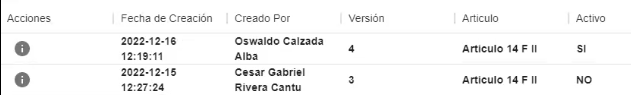 Acciones Fecha de Creación Creado Por Versión Articulo Activo
2022-12-16 Oswaldo Calzada
12:19:11 Alba 4 Articulo 14 F II SI
2022-12-15 Cesar Gabriel
12:27:24 Rivera Cantu 3 Articulo 14 F II NO